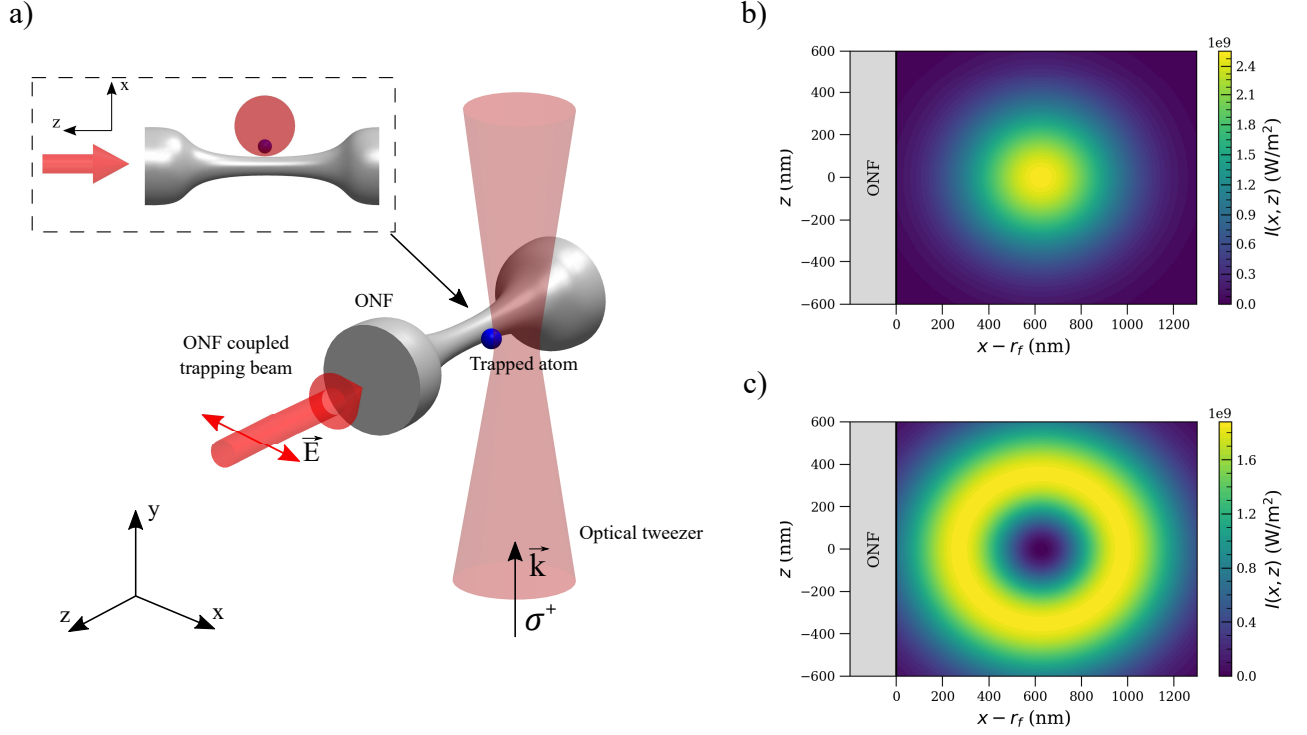 a)
x
z
ONF
ONF coupled
trapping beam
Trapped atom
E⃗
Optical tweezer
k⃗
σ⁺
y
z
x
b)
1e9
600
400
200
0
−200
−400
−600
ONF
z (nm)
0 200 400 600 800 1000 1200
x − r_f (nm)
2.4
2.1
1.8
1.5
1.2
0.9
0.6
0.3
0.0
I(x, z) (W/m²)
c)
1e9
600
400
200
0
−200
−400
−600
ONF
z (nm)
0 200 400 600 800 1000 1200
x − r_f (nm)
1.6
1.2
0.8
0.4
0.0
I(x, z) (W/m²)